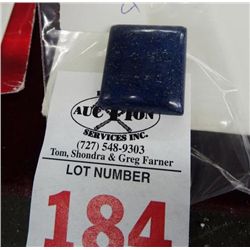 AUCTION
SERVICES INC.
(727) 548-9303
Tom, Shondra & Greg Farner
LOT NUMBER
184